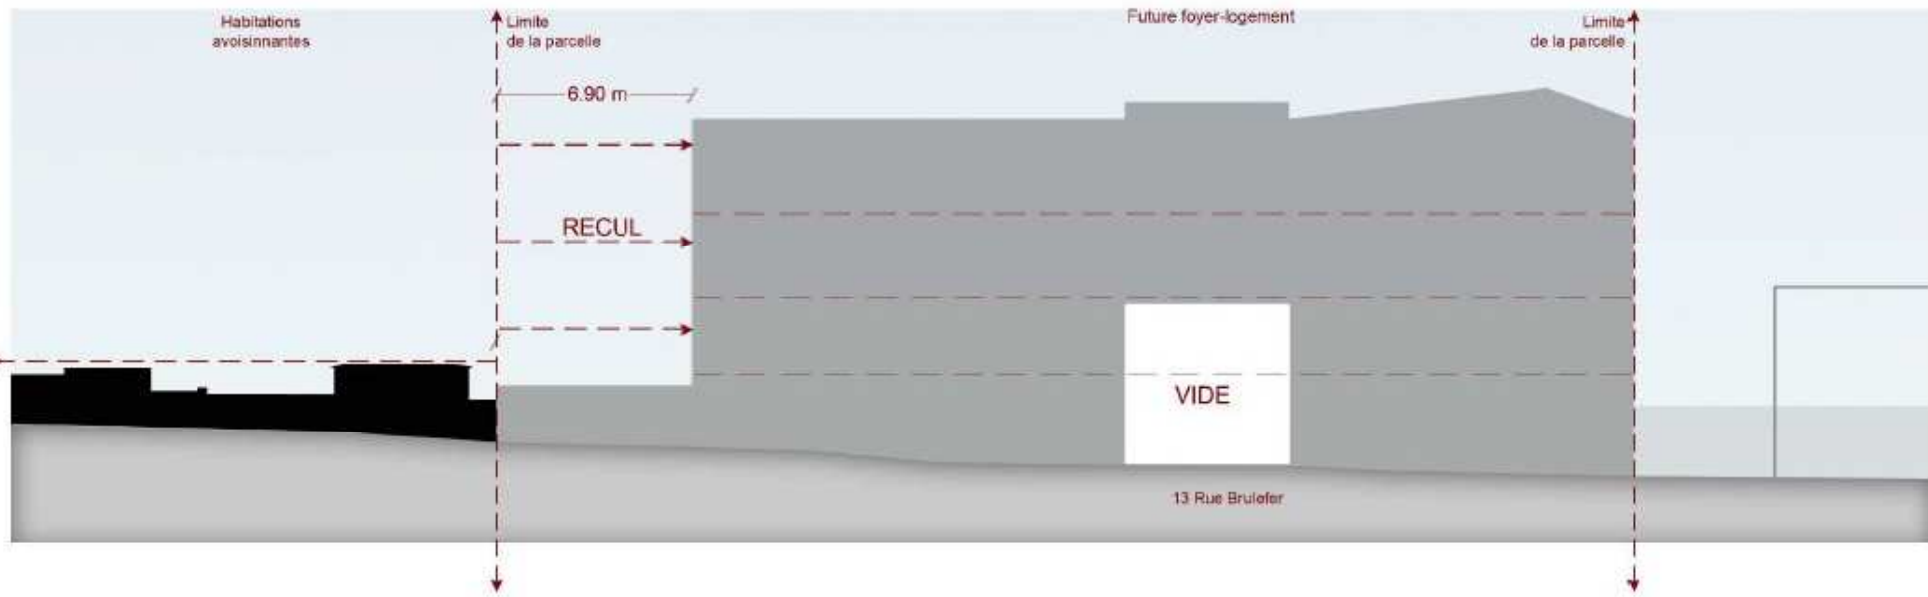 Habitations
avoisinnantes
Limite
de la parcelle
Future foyer-logement
Limite
de la parcelle
6.90 m
RECUL
VIDE
13 Rue Brulefer